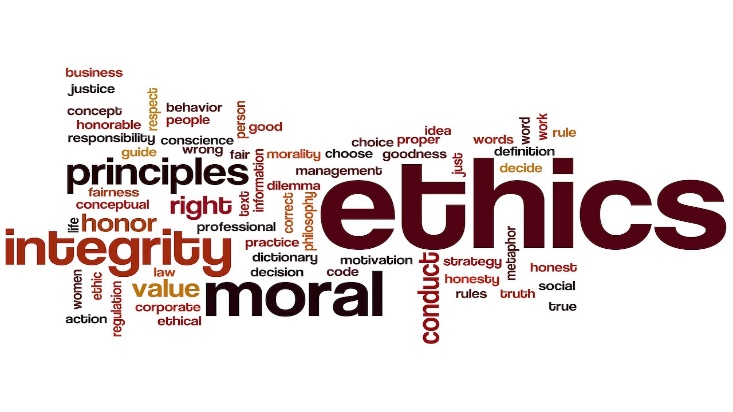 business
justice
concept
honorable
respect
behavior
people
person
good
responsibility
conscience
guide
wrong
fair
principles
fairness
conceptual
right
text
information
morality
choose
choice
proper
idea
goodness
management
dilemma
just
words
word
work
rule
definition
decide
ethics
life
honor
professional
correct
philosophy
integrity
practice
dictionary
motivation
law
decision
code
women
ethic
regulation
value
moral
corporate
ethical
action
conduct
strategy
metaphor
honesty
honest
rules
truth
social
true